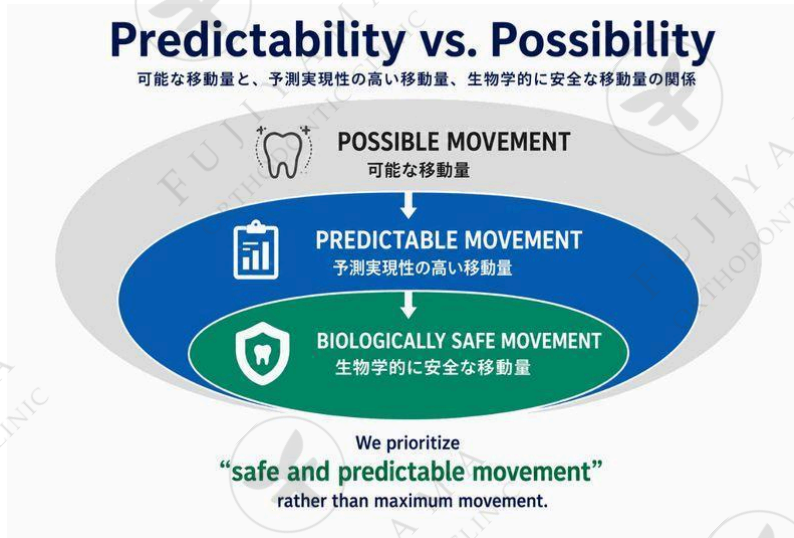 Predictability vs. Possibility
可能な移動量と、予測実現性の高い移動量、生物学的に安全な移動量の関係
POSSIBLE MOVEMENT
可能な移動量
PREDICTABLE MOVEMENT
予測実現性の高い移動量
BIOLOGICALLY SAFE MOVEMENT
生物学的に安全な移動量
We prioritize
“safe and predictable movement”
rather than maximum movement.
FUJIYAMA
ORTHODONTIC CLINIC